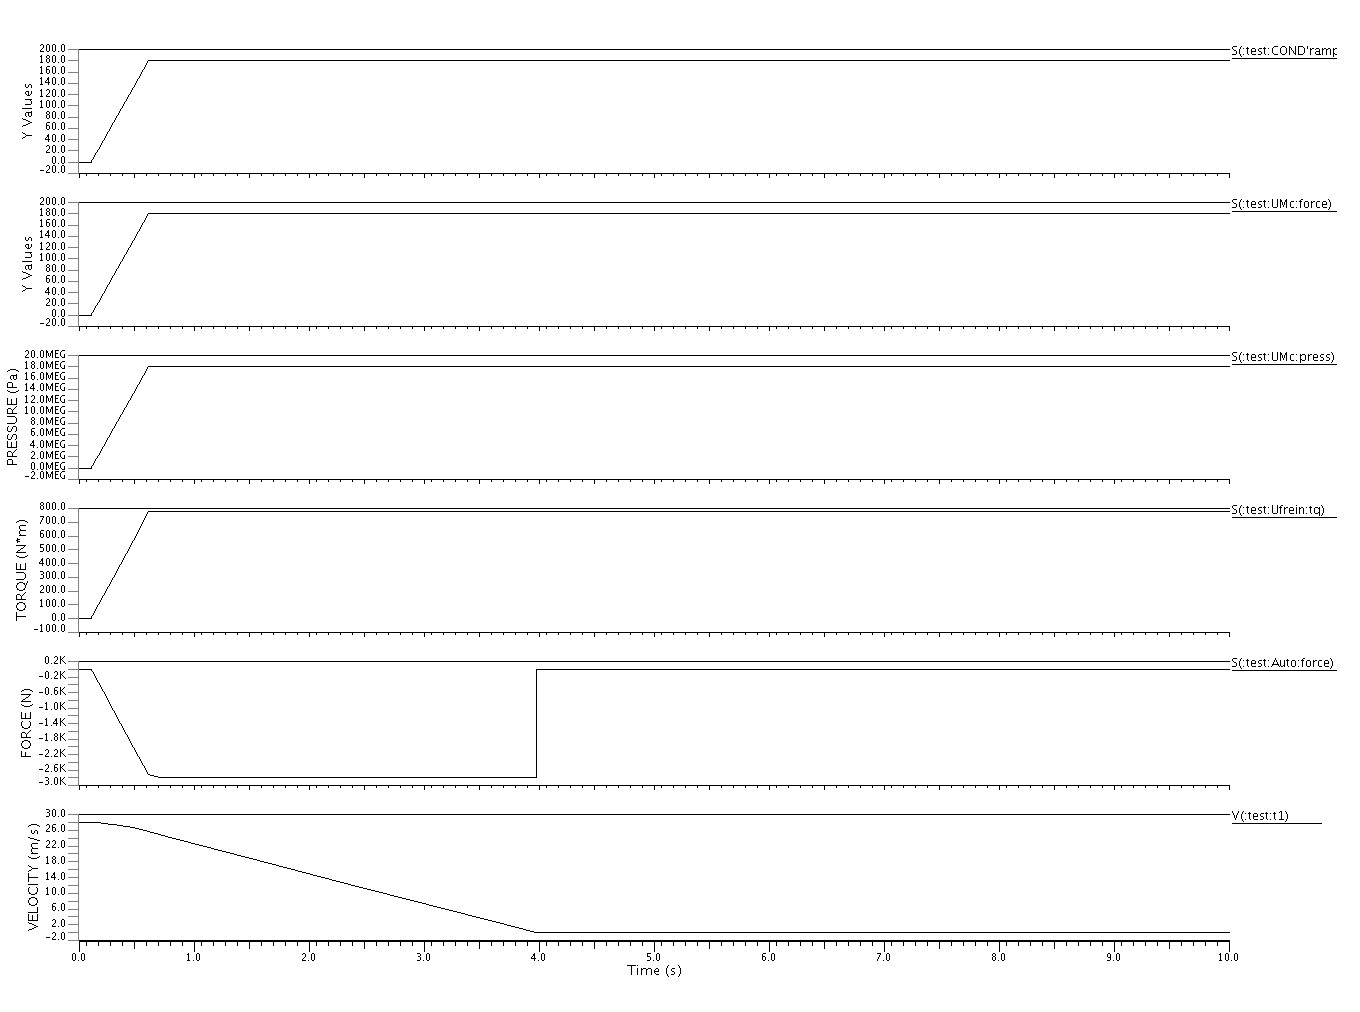 200.0
180.0
160.0
140.0
120.0
100.0
80.0
60.0
40.0
20.0
0.0
-20.0
Y Values
S(:test:COND'ramp
200.0
180.0
160.0
140.0
120.0
100.0
80.0
60.0
40.0
20.0
0.0
-20.0
Y Values
S(:test:UMc:force)
20.0MEG
18.0MEG
16.0MEG
14.0MEG
12.0MEG
10.0MEG
8.0MEG
6.0MEG
4.0MEG
2.0MEG
0.0MEG
-2.0MEG
PRESSURE (Pa)
S(:test:UMc:press)
800.0
700.0
600.0
500.0
400.0
300.0
200.0
100.0
0.0
-100.0
TORQUE (N*m)
S(:test:Ufrein:tq)
0.2K
-0.2K
-0.6K
-1.0K
-1.4K
-1.8K
-2.2K
-2.6K
-3.0K
FORCE (N)
S(:test:Auto:force)
30.0
26.0
22.0
18.0
14.0
10.0
6.0
2.0
-2.0
VELOCITY (m/s)
V(:test:t1)
0.0 1.0 2.0 3.0 4.0 5.0 6.0 7.0 8.0 9.0 10.0
Time (s)